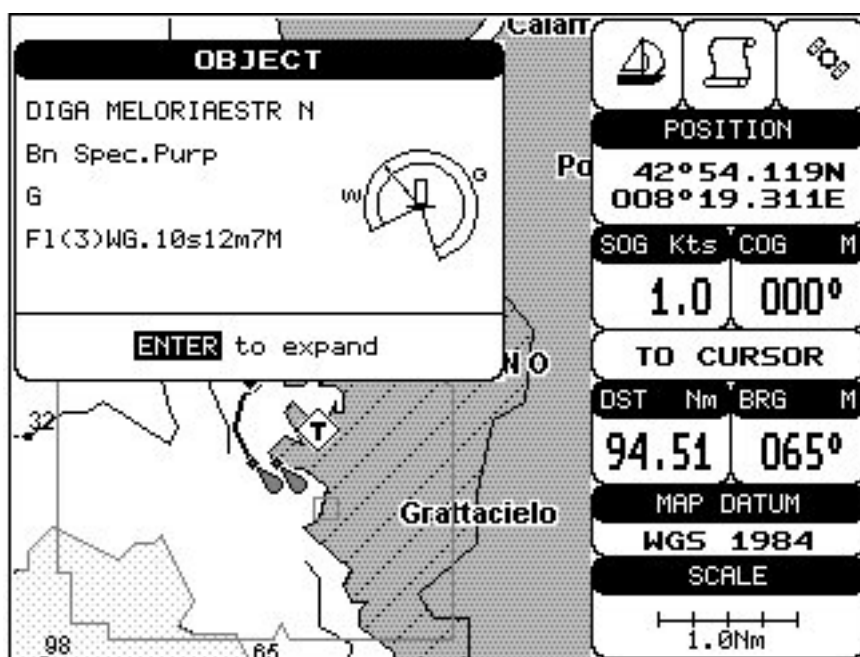 OBJECT
DIGA MELORIAESTR N
Bn Spec.Purp
G
Fl(3)WG.10s12m7M
W
G
ENTER to expand
Po
NO
32
T
Grattacielo
98
65
POSITION
42°54.119N
008°19.311E
SOG Kts COG M
1.0 000°
TO CURSOR
DST Nm BRG M
94.51 065°
MAP DATUM
WGS 1984
SCALE
1.0Nm